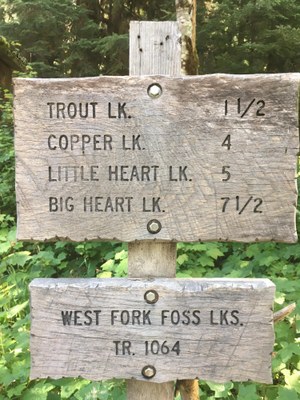 TROUT LK. 1 1/2
COPPER LK. 4
LITTLE HEART LK. 5
BIG HEART LK. 7 1/2
WEST FORK FOSS LKS.
TR. 1064